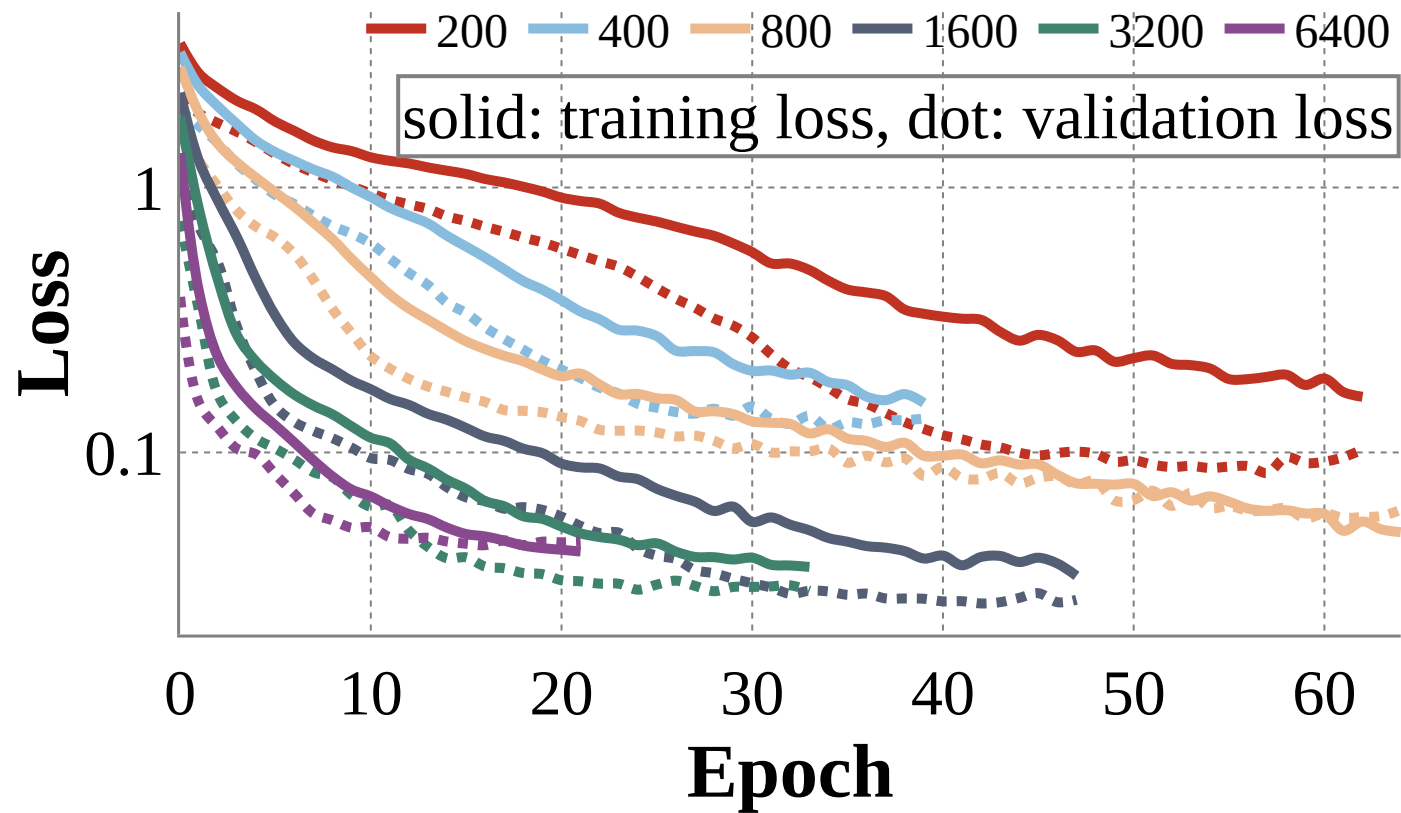 200 400 800 1600 3200 6400
solid: training loss, dot: validation loss
1
0.1
Loss
0 10 20 30 40 50 60
Epoch